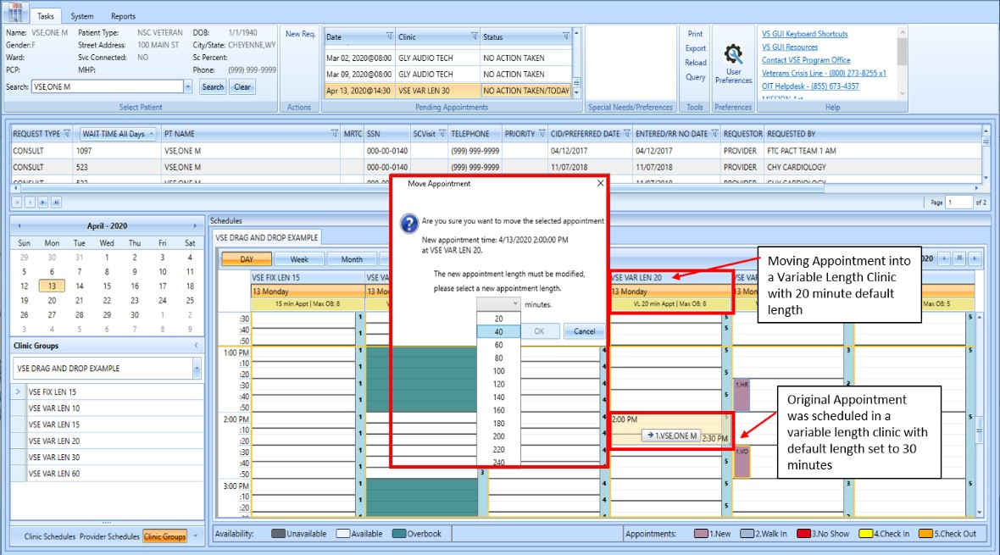 Tasks System Reports
Name: VSE,ONE M Patient Type: NSC VETERAN DOB: 1/1/1940
Gender:F Street Address: 100 MAIN ST City/State: CHEYENNE,WY
Ward: Svc Connected: NO Sc Percent:
PCP: MHP: Phone: (999) 999-9999
Search: VSE,ONE M Search Clear
Select Patient
New Req.
Actions
Date Clinic Status
Mar 02, 2020@08:00 GLY AUDIO TECH NO ACTION TAKEN
Mar 09, 2020@08:00 GLY AUDIO TECH NO ACTION TAKEN
Apr 13, 2020@14:30 VSE VAR LEN 30 NO ACTION TAKEN/TODAY
Pending Appointments
Special Needs/Preferences
Print
Export
Reload
Query
Tools
User
Preferences
Preferences
VS GUI Keyboard Shortcuts
VS GUI Resources
Contact VSE Program Office
Veterans Crisis Line - (800) 273-8255 x1
OIT Helpdesk - (855) 673-4357
MISSION Act
Help
REQUEST TYPE WAIT TIME All Days PT NAME MRTC SSN SCVisit TELEPHONE PRIORITY CID/PREFERRED DATE ENTERED/RR NO DATE REQUESTOR REQUESTED BY
CONSULT 1097 VSE,ONE M 000-00-0140 (999) 999-9999 04/12/2017 04/12/2017 PROVIDER FTC PACT TEAM 1 AM
CONSULT 523 VSE,ONE M 000-00-0140 (999) 999-9999 11/07/2018 11/07/2018 PROVIDER CHY CARDIOLOGY
CONSULT 523 VSE,ONE M 11/07/2018 PROVIDER CHY CARDIOLOGY
Page 1 of 2
April - 2020
Sun Mon Tue Wed Thu Fri Sat
29 30 31 1 2 3 4
5 6 7 8 9 10 11
12 13 14 15 16 17 18
19 20 21 22 23 24 25
26 27 28 29 30 1 2
3 4 5 6 7 8 9
Clinic Groups
VSE DRAG AND DROP EXAMPLE
VSE FIX LEN 15
VSE VAR LEN 10
VSE VAR LEN 15
VSE VAR LEN 20
VSE VAR LEN 30
VSE VAR LEN 60
Clinic Schedules Provider Schedules Clinic Groups
Schedules
VSE DRAG AND DROP EXAMPLE
DAY Week Month
020
VSE FIX LEN 15 VSE VA VSE VAR LEN 20 VSE VAR
13 Monday 13 Mon 13 Monday 13 Mon
15 min Appt | Max OB: 8 V VL 20 min Appt | Max OB: 8 V Max OB: 5
:30
:40
:50
1:00 PM
:10
:20
:30
:40
:50
2:00 PM
:10
:20
:30
:40
:50
3:00 PM
:10
:20
1.HR
1.VO
2:00 PM
1.VSE,ONE M 2:30 PM
Move Appointment
Are you sure you want to move the selected appointment
New appointment time: 4/13/2020 2:00:00 PM
at VSE VAR LEN 20.
The new appointment length must be modified,
please select a new appointment length.
minutes.
OK Cancel
20
40
60
80
100
120
140
160
180
200
220
240
Moving Appointment into
a Variable Length Clinic
with 20 minute default
length
Original Appointment
was scheduled in a
variable length clinic with
default length set to 30
minutes
Availability: Unavailable Available Overbook
Appointments: 1.New 2.Walk In 3.No Show 4.Check In 5.Check Out